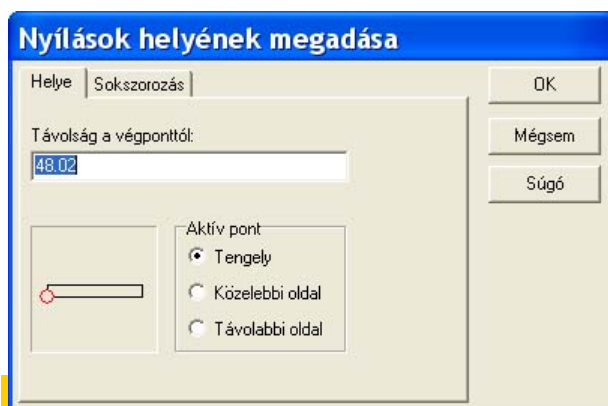 Nyílások helyének megadása
Helye Sokszorozás
OK
Távolság a végponttól:
Mégsem
48.02
Súgó
Aktív pont
Tengely
Közelebbi oldal
Távolabbi oldal